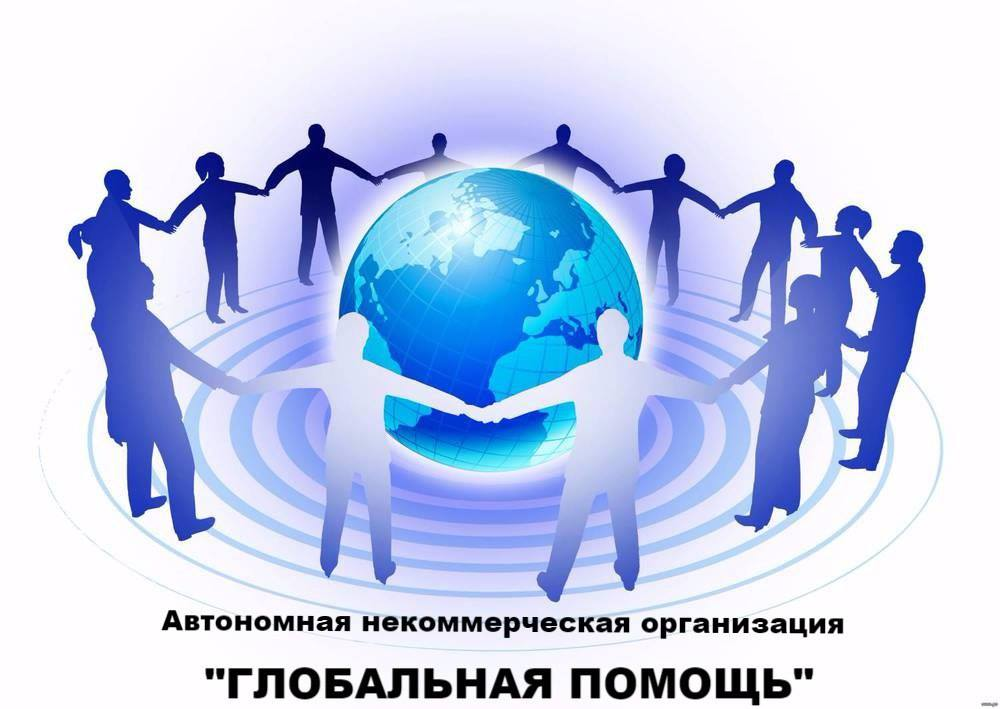 Автономная некоммерческая организация
"ГЛОБАЛЬНАЯ ПОМОЩЬ"